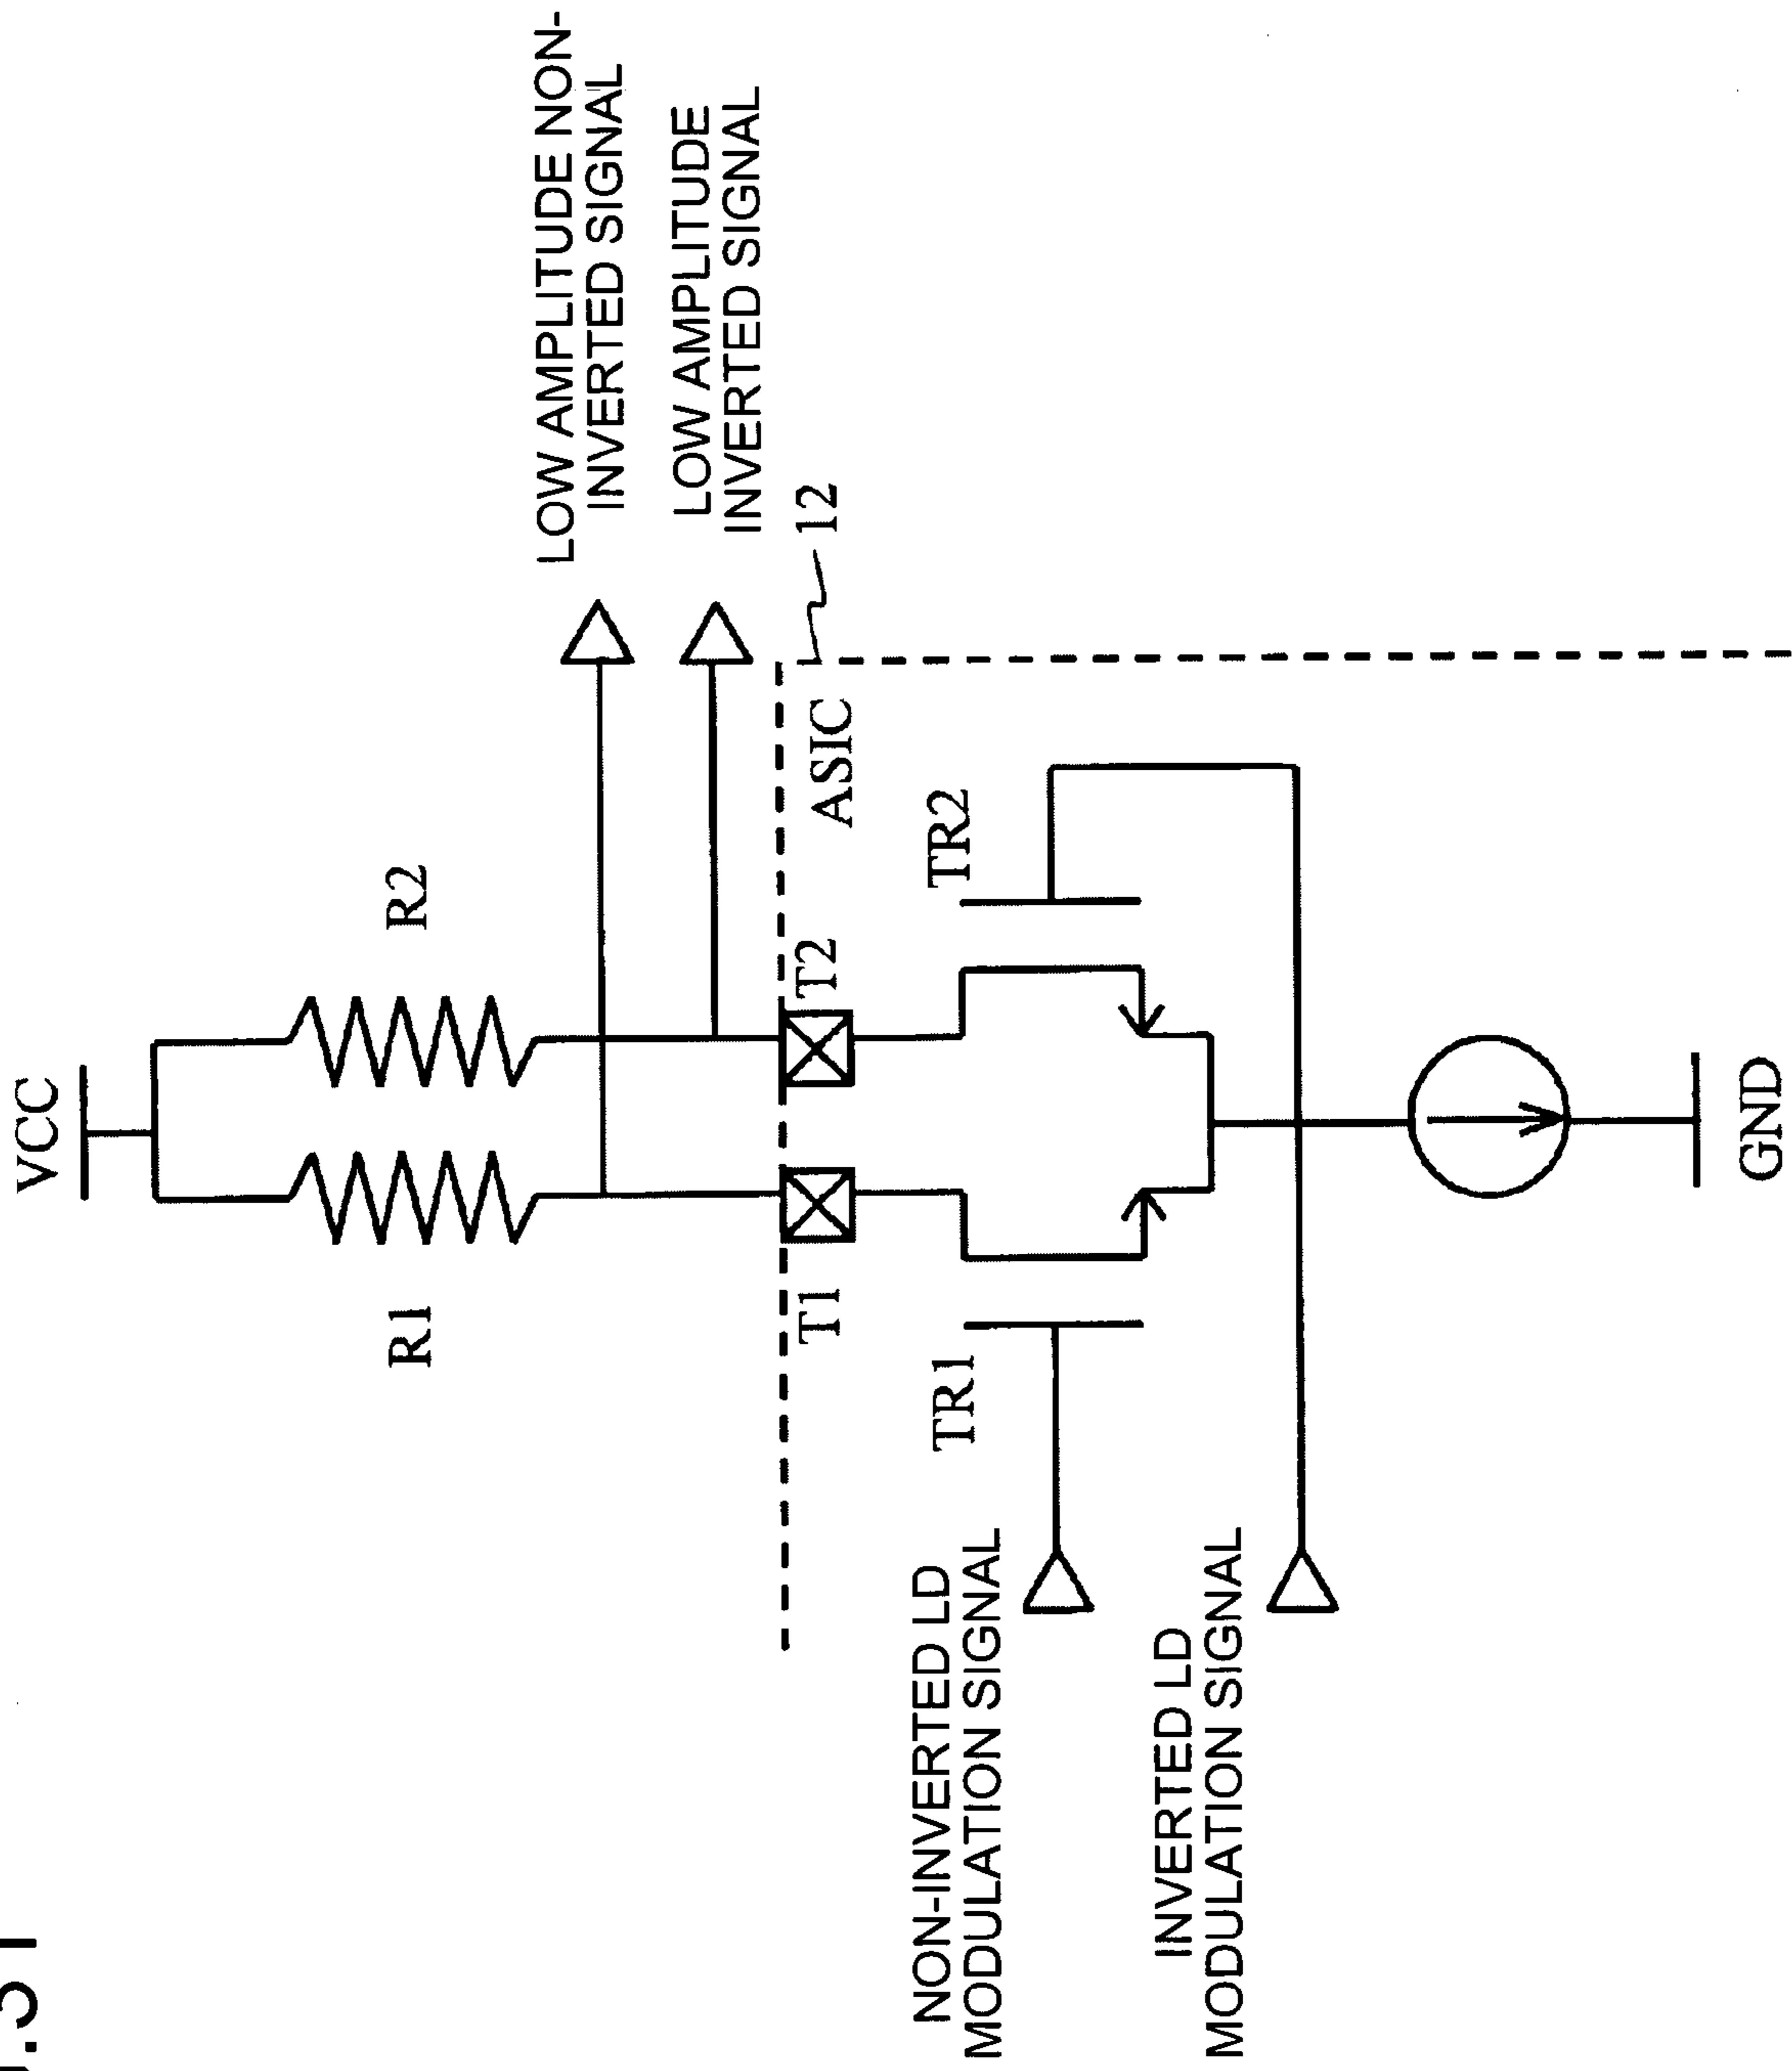 VCC
R1
R2
LOW AMPLITUDE NON-
INVERTED SIGNAL
LOW AMPLITUDE
INVERTED SIGNAL
12
ASIC
T1
T2
TR1
TR2
NON-INVERTED LD
MODULATION SIGNAL
INVERTED LD
MODULATION SIGNAL
GND